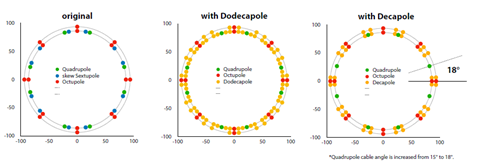 original
with Dodecapole
with Decapole
100
50
0
-50
-100
Quadrupole
skew Sextupole
Octupole
-100
-50
0
50
100
100
50
0
-50
-100
Quadrupole
Octupole
Dodecapole
-100
-50
0
50
100
100
50
0
-50
-100
Quadrupole
Octupole
Decapole
18°
-100
-50
0
50
100
*Quadrupole cable angle is increased from 15° to 18°.